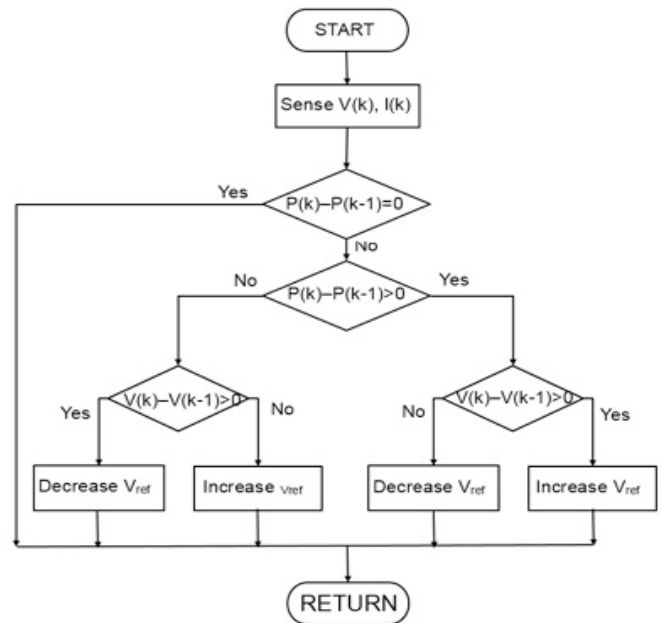 START
Sense V(k), I(k)
Yes
P(k)–P(k-1)=0
No
No
P(k)–P(k-1)>0
Yes
Yes
V(k)–V(k-1)>0
No
No
V(k)–V(k-1)>0
Yes
Decrease Vref
Increase Vref
Decrease Vref
Increase Vref
RETURN